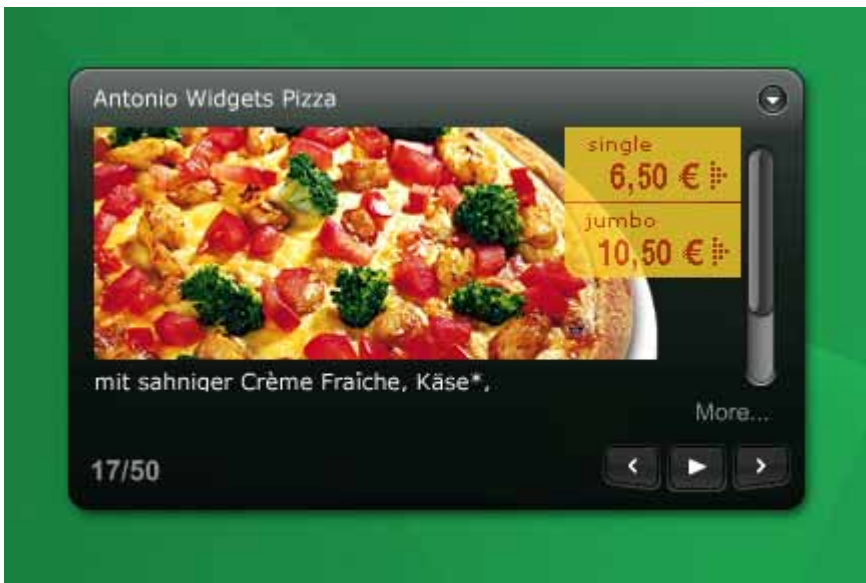 Antonio Widgets Pizza
single
6,50 €
jumbo
10,50 €
mit sahniger Crème Fraîche, Käse*,
More...
17/50